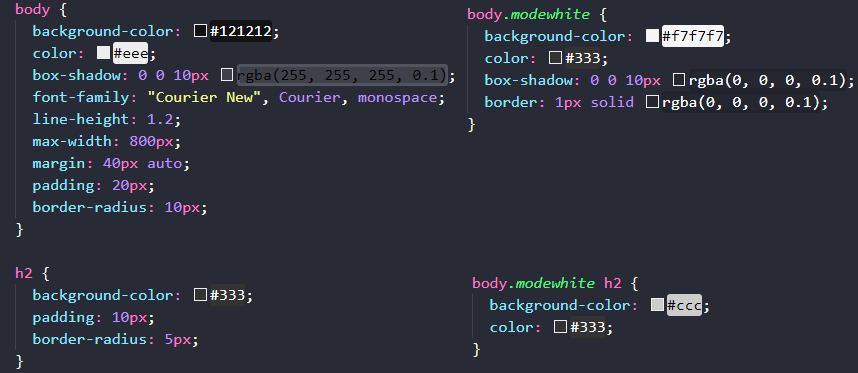 body {
background-color: #121212;
color: #eee;
box-shadow: 0 0 10px rgba(255, 255, 255, 0.1);
font-family: "Courier New", Courier, monospace;
line-height: 1.2;
max-width: 800px;
margin: 40px auto;
padding: 20px;
border-radius: 10px;
}
h2 {
background-color: #333;
padding: 10px;
border-radius: 5px;
}
body.modewhite {
background-color: #f7f7f7;
color: #333;
box-shadow: 0 0 10px rgba(0, 0, 0, 0.1);
border: 1px solid rgba(0, 0, 0, 0.1);
}
body.modewhite h2 {
background-color: #ccc;
color: #333;
}